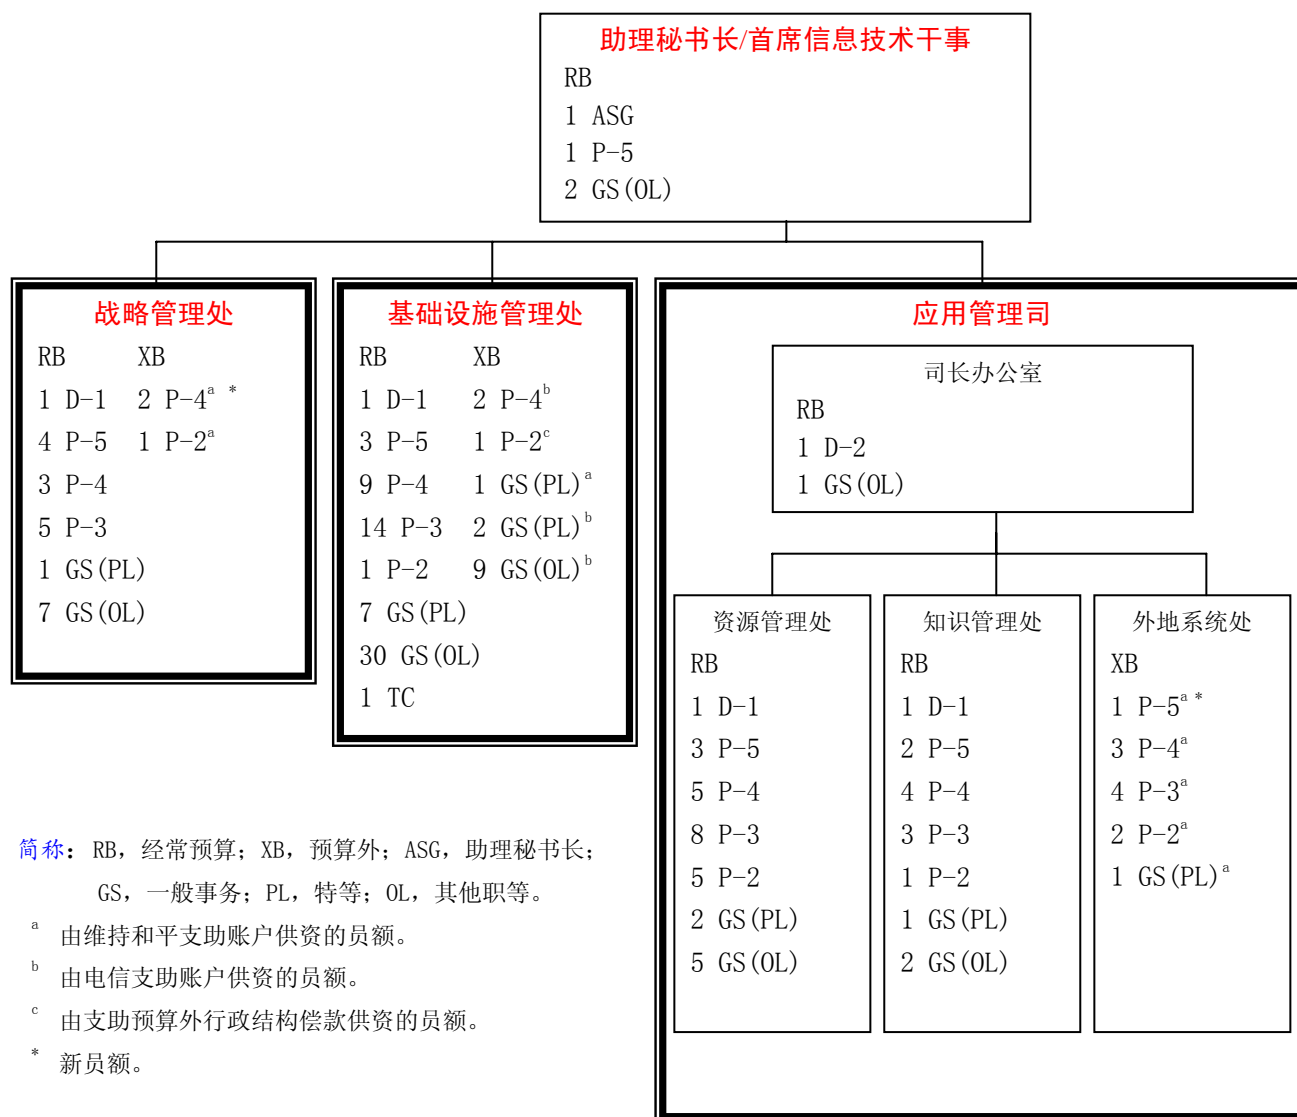 助理秘书长/首席信息技术干事
RB
1 ASG
1 P-5
2 GS(OL)
战略管理处
RB XB
1 D-1 2 P-4ᵃ *
4 P-5 1 P-2ᵃ
3 P-4
5 P-3
1 GS(PL)
7 GS(OL)
基础设施管理处
RB XB
1 D-1 2 P-4ᵇ
3 P-5 1 P-2ᶜ
9 P-4 1 GS(PL)ᵃ
14 P-3 2 GS(PL)ᵇ
1 P-2 9 GS(OL)ᵇ
7 GS(PL)
30 GS(OL)
1 TC
应用管理司
司长办公室
RB
1 D-2
1 GS(OL)
资源管理处
RB
1 D-1
3 P-5
5 P-4
8 P-3
5 P-2
2 GS(PL)
5 GS(OL)
知识管理处
RB
1 D-1
2 P-5
4 P-4
3 P-3
1 P-2
1 GS(PL)
2 GS(OL)
外地系统处
XB
1 P-5ᵃ *
3 P-4ᵃ
4 P-3ᵃ
2 P-2ᵃ
1 GS(PL)ᵃ
简称：RB，经常预算；XB，预算外；ASG，助理秘书长；
GS，一般事务；PL，特等；OL，其他职等。
ᵃ 由维持和平支助账户供资的员额。
ᵇ 由电信支助账户供资的员额。
ᶜ 由支助预算外行政结构偿款供资的员额。
* 新员额。